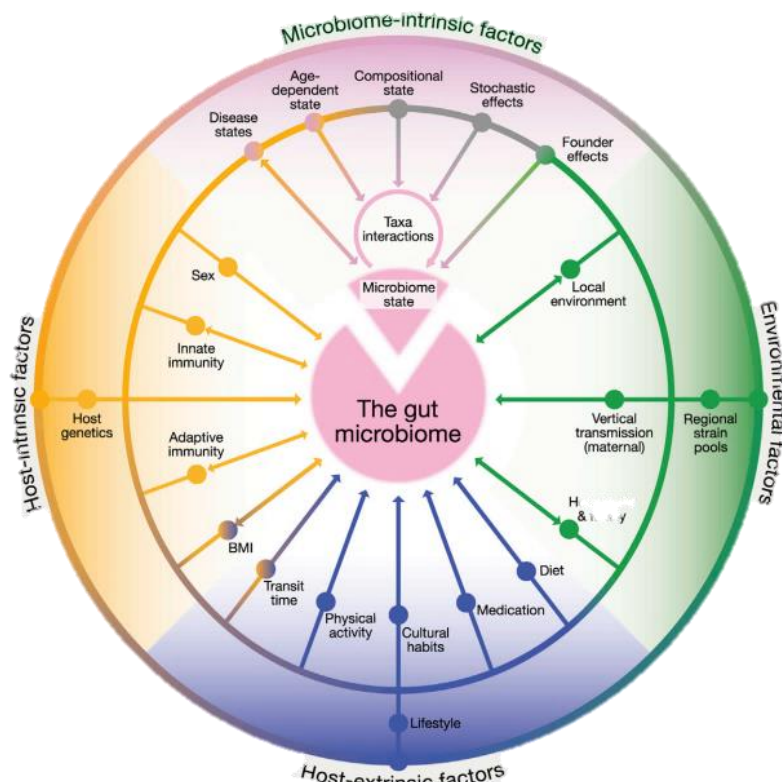 Microbiome-intrinsic factors
Age-
dependent
state
Compositional
state
Stochastic
effects
Disease
states
Founder
effects
Taxa
interactions
Sex
Local
environment
Microbiome
state
Innate
immunity
Host-intrinsic factors
Environmental factors
Host
genetics
The gut
microbiome
Vertical
transmission
(maternal)
Regional
strain
pools
Adaptive
immunity
&
BMI
Transit
time
Diet
Physical
activity
Cultural
habits
Medication
Lifestyle
Host-extrinsic factors